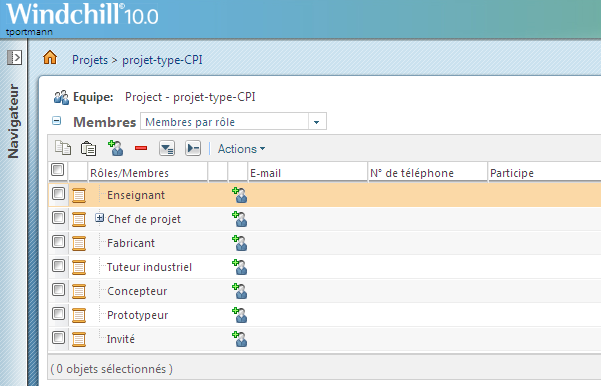 Windchill® 10.0
tportmann
Navigateur
Projets > projet-type-CPI
Equipe: Project - projet-type-CPI
Membres Membres par rôle
Actions
Rôles/Membres E-mail N° de téléphone Participe
Enseignant
Chef de projet
Fabricant
Tuteur industriel
Concepteur
Prototypeur
Invité
( 0 objets sélectionnés )